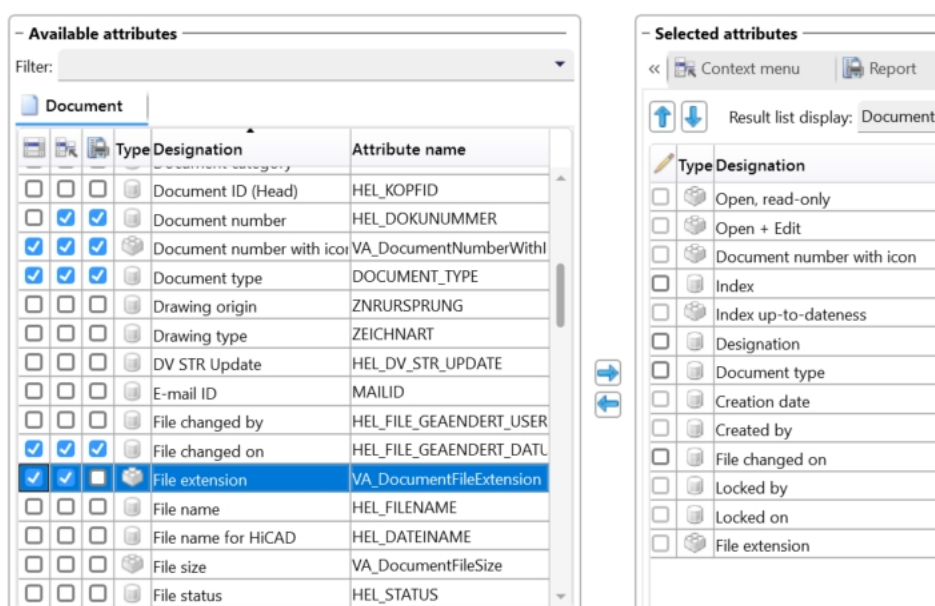 Available attributes
Filter:
Document
Type Designation Attribute name
Document category
Document ID (Head) HEL_KOPFID
Document number HEL_DOKUNUMMER
Document number with icon VA_DocumentNumberWithI
Document type DOCUMENT_TYPE
Drawing origin ZNRURSPRUNG
Drawing type ZEICHNART
DV STR Update HEL_DV_STR_UPDATE
E-mail ID MAILID
File changed by HEL_FILE_GEAENDERT_USER
File changed on HEL_FILE_GEAENDERT_DATU
File extension VA_DocumentFileExtension
File name HEL_FILENAME
File name for HiCAD HEL_DATEINAME
File size VA_DocumentFileSize
File status HEL_STATUS
Selected attributes
« Context menu Report
Result list display: Document
Type Designation
Open, read-only
Open + Edit
Document number with icon
Index
Index up-to-dateness
Designation
Document type
Creation date
Created by
File changed on
Locked by
Locked on
File extension